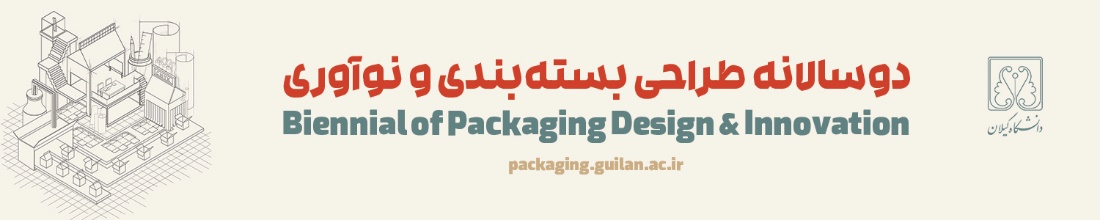 دوسالانه طراحی بسته‌بندی و نوآوری
Biennial of Packaging Design & Innovation
packaging.guilan.ac.ir
دانشگاه گیلان